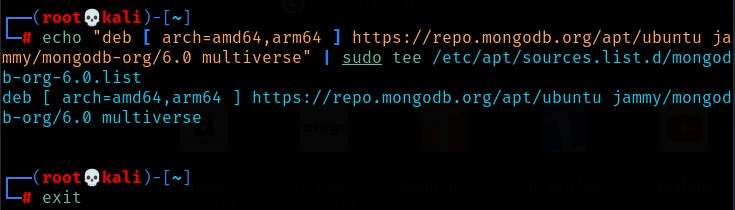 ┌──(root💀kali)-[~]
└─# echo "deb [ arch=amd64,arm64 ] https://repo.mongodb.org/apt/ubuntu ja
mmy/mongodb-org/6.0 multiverse" | sudo tee /etc/apt/sources.list.d/mongod
b-org-6.0.list
deb [ arch=amd64,arm64 ] https://repo.mongodb.org/apt/ubuntu jammy/mongod
b-org/6.0 multiverse
┌──(root💀kali)-[~]
└─# exit